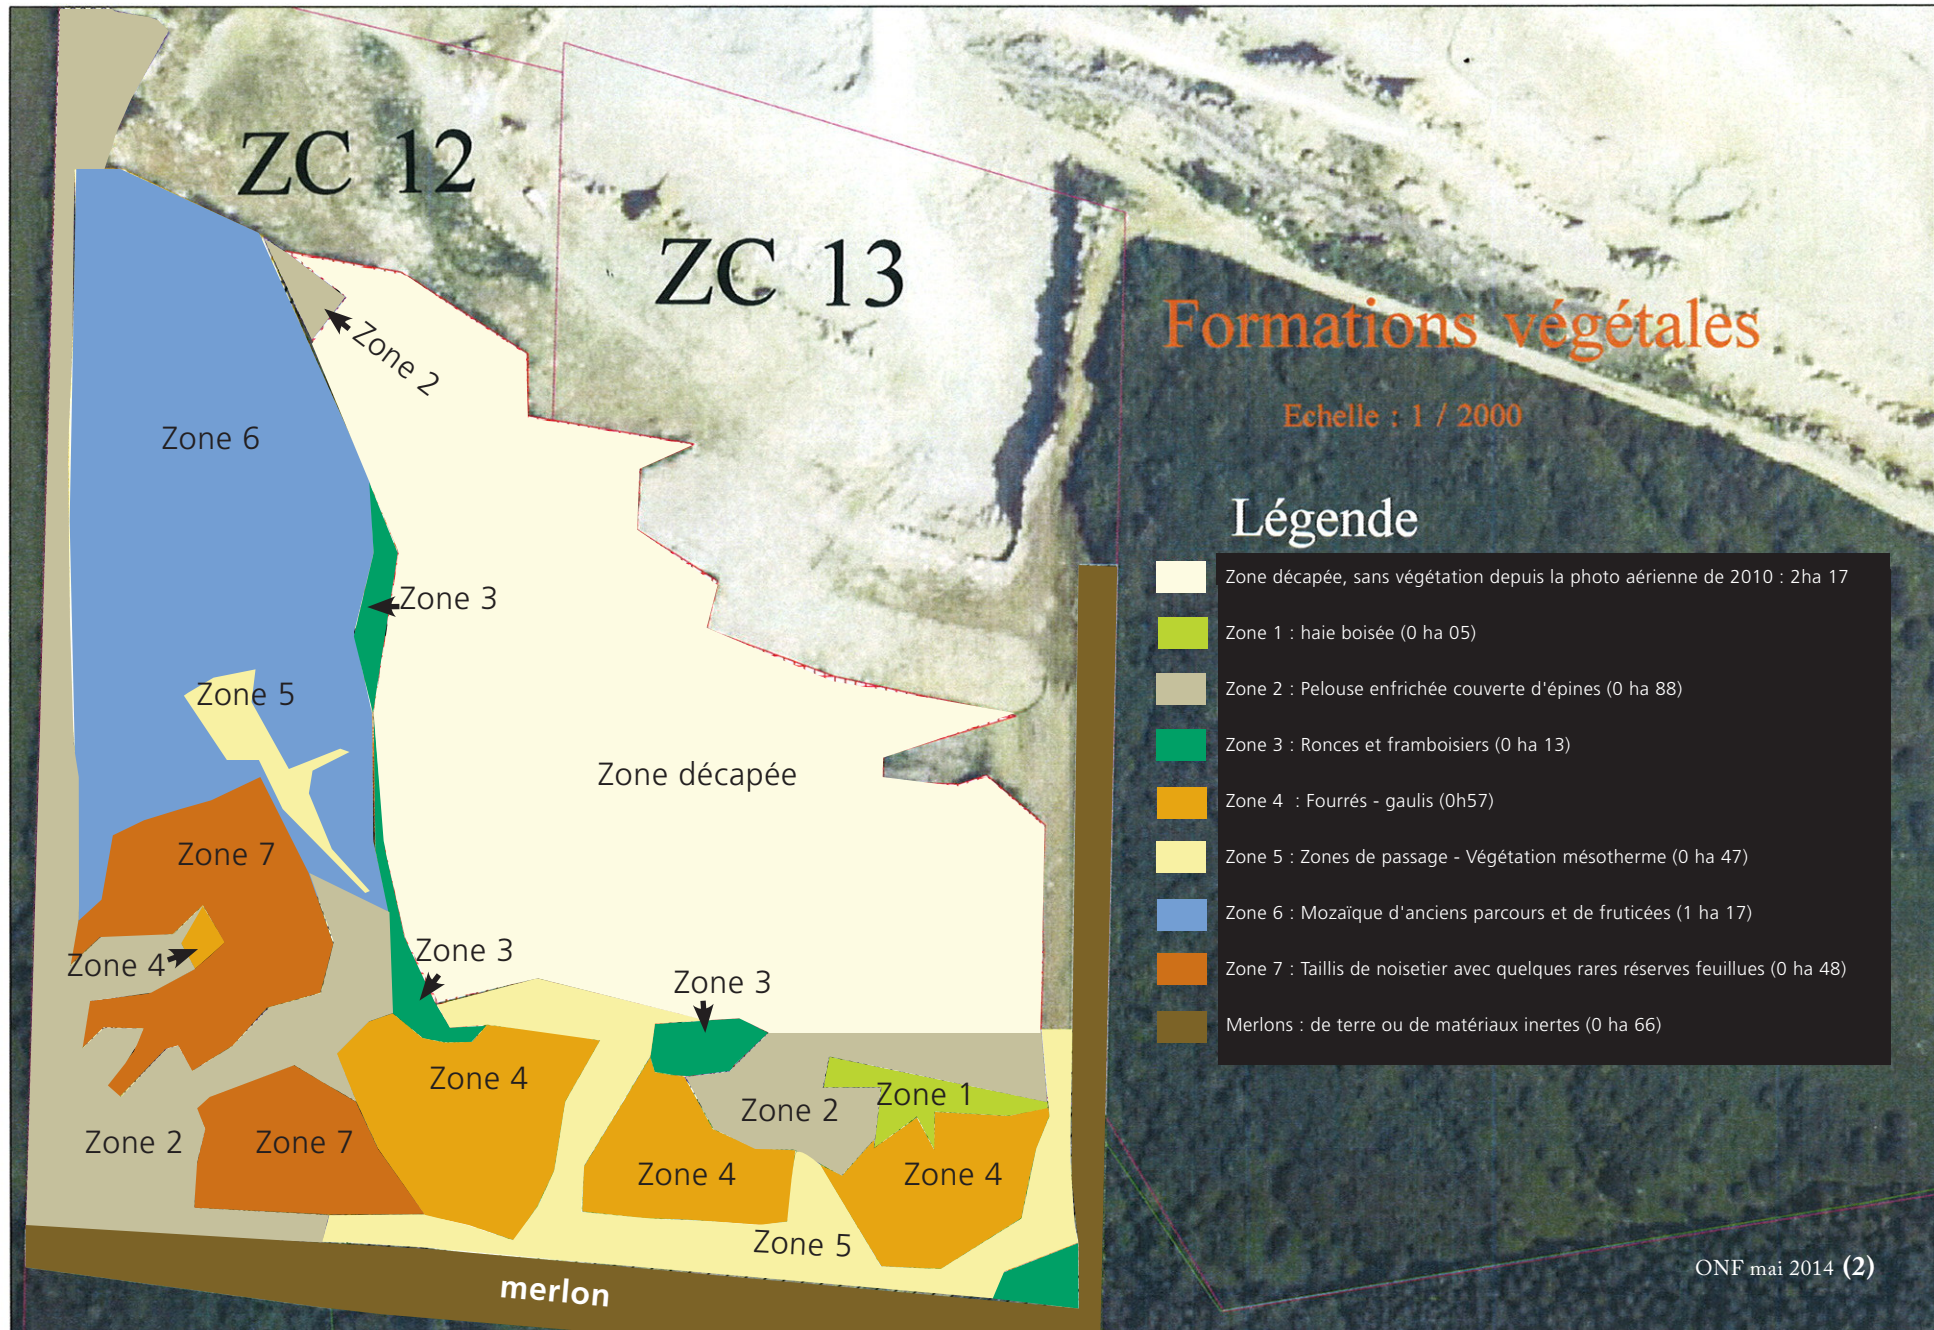 ZC 12
ZC 13
Formations végétales
Echelle : 1 / 2000
Zone 2
Zone 6
Zone 3
Zone 5
Zone décapée
Zone 7
Zone 4
Zone 3
Zone 3
Zone 4
Zone 2
Zone 1
Zone 2
Zone 7
Zone 4
Zone 4
Zone 5
merlon
Légende
Zone décapée, sans végétation depuis la photo aérienne de 2010 : 2ha 17
Zone 1 : haie boisée (0 ha 05)
Zone 2 : Pelouse enfrichée couverte d'épines (0 ha 88)
Zone 3 : Ronces et framboisiers (0 ha 13)
Zone 4 : Fourrés - gaulis (0h57)
Zone 5 : Zones de passage - Végétation mésotherme (0 ha 47)
Zone 6 : Mozaïque d'anciens parcours et de fruticées (1 ha 17)
Zone 7 : Taillis de noisetier avec quelques rares réserves feuillues (0 ha 48)
Merlons : de terre ou de matériaux inertes (0 ha 66)
ONF mai 2014 (2)